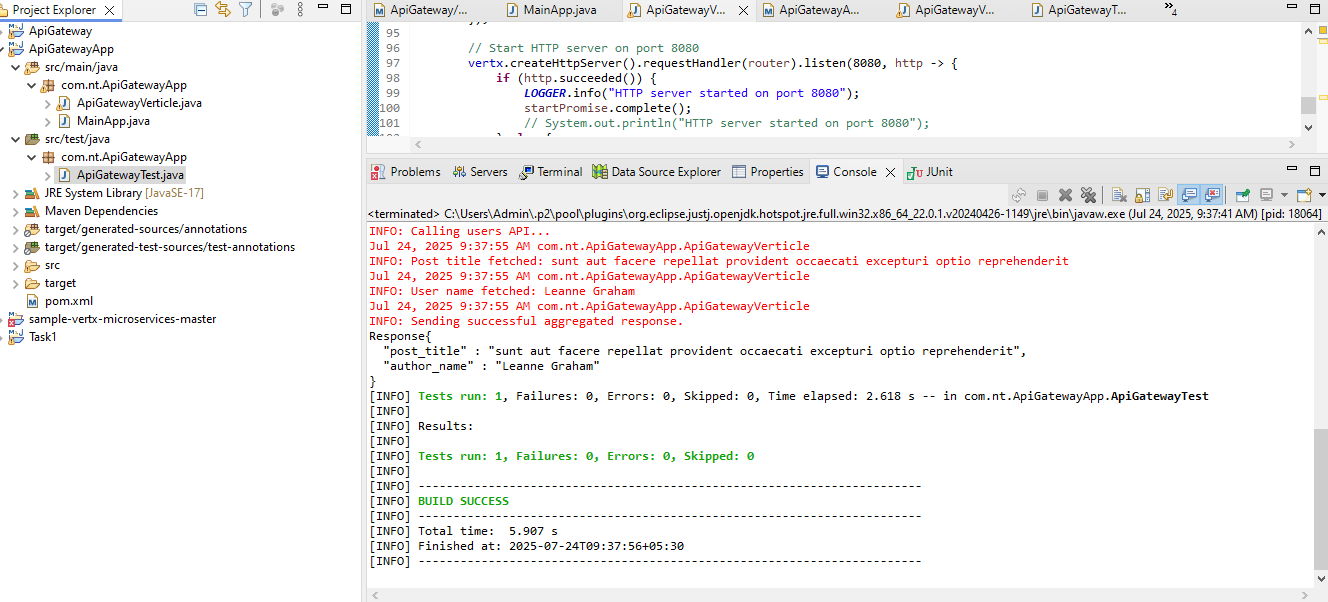 Project Explorer
ApiGateway
ApiGatewayApp
src/main/java
com.nt.ApiGatewayApp
ApiGatewayVerticle.java
MainApp.java
src/test/java
com.nt.ApiGatewayApp
ApiGatewayTest.java
JRE System Library [JavaSE-17]
Maven Dependencies
target/generated-sources/annotations
target/generated-test-sources/test-annotations
src
target
pom.xml
sample-vertx-microservices-master
Task1
ApiGateway/... MainApp.java ApiGatewayV... ApiGatewayA... ApiGatewayV... ApiGatewayT... »4
95
96 // Start HTTP server on port 8080
97 vertx.createHttpServer().requestHandler(router).listen(8080, http -> {
98 if (http.succeeded()) {
99 LOGGER.info("HTTP server started on port 8080");
100 startPromise.complete();
101 // System.out.println("HTTP server started on port 8080");
Problems Servers Terminal Data Source Explorer Properties Console JUnit
<terminated> C:\Users\Admin\.p2\pool\plugins\org.eclipse.justj.openjdk.hotspot.jre.full.win32.x86_64_22.0.1.v20240426-1149\jre\bin\javaw.exe (Jul 24, 2025, 9:37:41 AM) [pid: 18064]
INFO: Calling users API...
Jul 24, 2025 9:37:55 AM com.nt.ApiGatewayApp.ApiGatewayVerticle
INFO: Post title fetched: sunt aut facere repellat provident occaecati excepturi optio reprehenderit
Jul 24, 2025 9:37:55 AM com.nt.ApiGatewayApp.ApiGatewayVerticle
INFO: User name fetched: Leanne Graham
Jul 24, 2025 9:37:55 AM com.nt.ApiGatewayApp.ApiGatewayVerticle
INFO: Sending successful aggregated response.
Response{
"post_title" : "sunt aut facere repellat provident occaecati excepturi optio reprehenderit",
"author_name" : "Leanne Graham"
}
[INFO] Tests run: 1, Failures: 0, Errors: 0, Skipped: 0, Time elapsed: 2.618 s -- in com.nt.ApiGatewayApp.ApiGatewayTest
[INFO]
[INFO] Results:
[INFO]
[INFO] Tests run: 1, Failures: 0, Errors: 0, Skipped: 0
[INFO]
[INFO] ------------------------------------------------------------------------
[INFO] BUILD SUCCESS
[INFO] ------------------------------------------------------------------------
[INFO] Total time:  5.907 s
[INFO] Finished at: 2025-07-24T09:37:56+05:30
[INFO] ------------------------------------------------------------------------